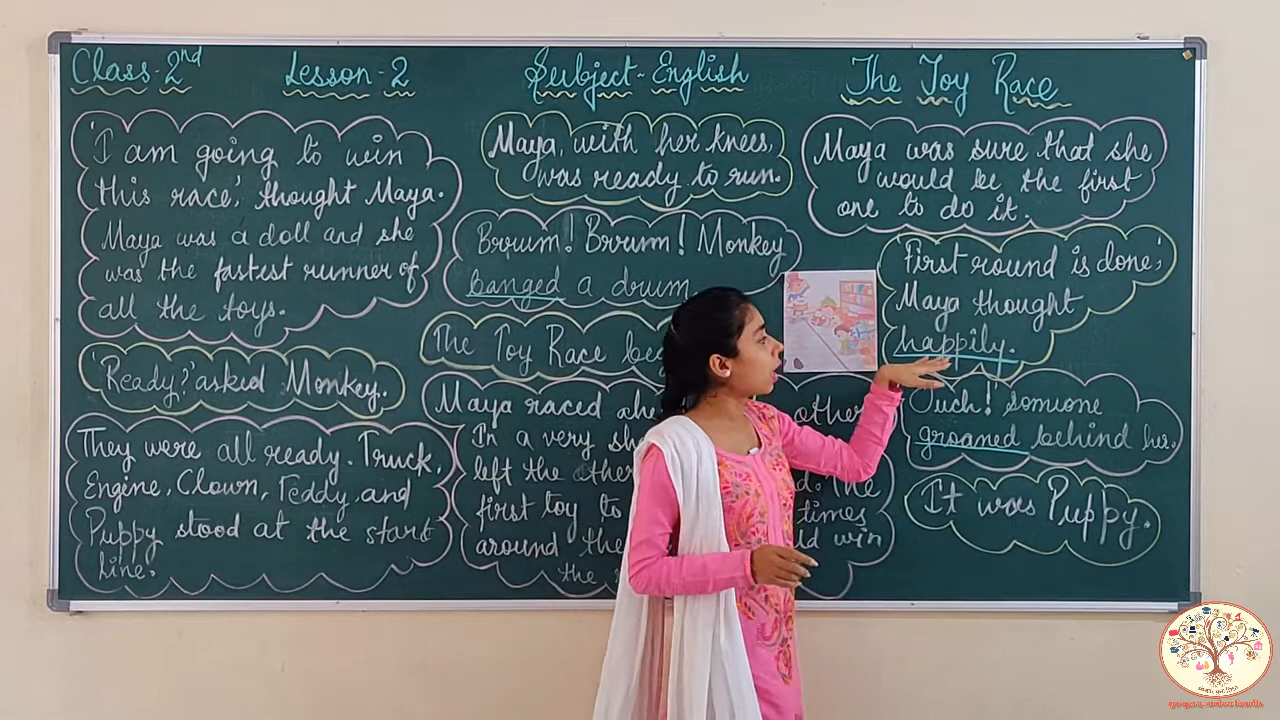 Class-2nd Lesson-2 Subject-English The Toy Race
'I am going to win
this race,' thought Maya.
Maya was a doll and she
was the fastest runner of
all the toys.
'Ready?' asked Monkey.
They were all ready. Truck,
Engine, Clown, Teddy, and
Puppy stood at the start
line.
Maya, with her knees,
was ready to run.
Brrum! Brrum! Monkey
banged a drum
The Toy Race
Maya raced other
In a very
left the The
first toy to times
around the win
the
Maya was sure that she
would be the first
one to do it.
'First round is done,'
Maya thought
happily.
Ouch! someone
groaned behind her.
It was Puppy.